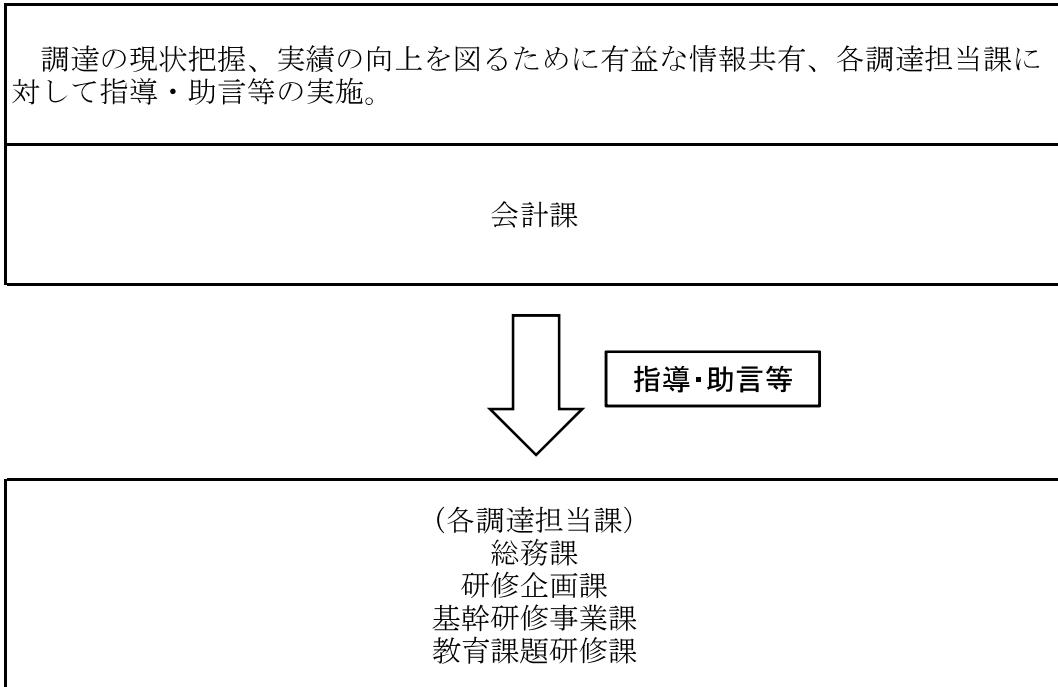 調達の現状把握、実績の向上を図るために有益な情報共有、各調達担当課に
対して指導・助言等の実施。
会計課
指導・助言等
（各調達担当課）
総務課
研修企画課
基幹研修事業課
教育課題研修課